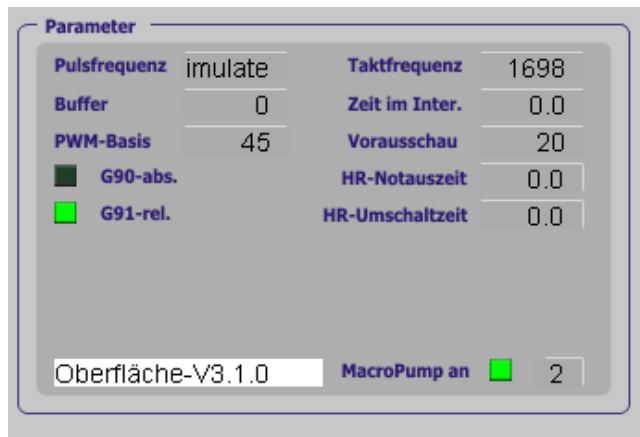 Parameter
Pulsfrequenz imulate Taktfrequenz 1698
Buffer 0 Zeit im Inter. 0.0
PWM-Basis 45 Vorausschau 20
G90-abs. HR-Notauszeit 0.0
G91-rel. HR-Umschaltzeit 0.0
Oberfläche-V3.1.0 MacroPump an 2